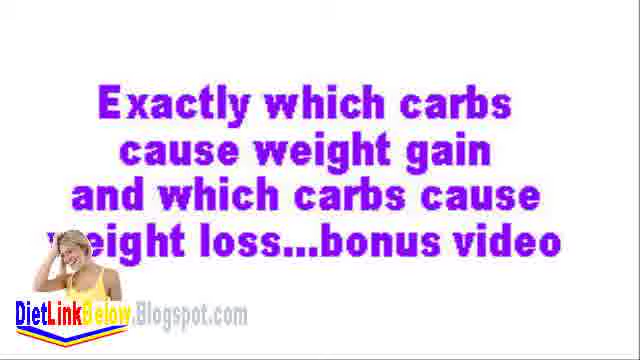 Exactly which carbs
cause weight gain
and which carbs cause
weight loss...bonus video
DietLinkBelow.Blogspot.com